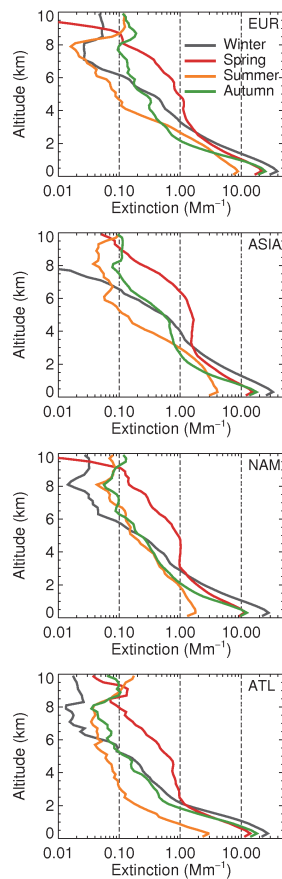 10
EUR
Winter
8
Spring
Summer
6
Autumn
4
2
0
Altitude (km)
0.01 0.10 1.00 10.00
Extinction (Mm⁻¹)
10
ASIA
8
6
4
2
0
Altitude (km)
0.01 0.10 1.00 10.00
Extinction (Mm⁻¹)
10
NAM
8
6
4
2
0
Altitude (km)
0.01 0.10 1.00 10.00
Extinction (Mm⁻¹)
10
ATL
8
6
4
2
0
Altitude (km)
0.01 0.10 1.00 10.00
Extinction (Mm⁻¹)